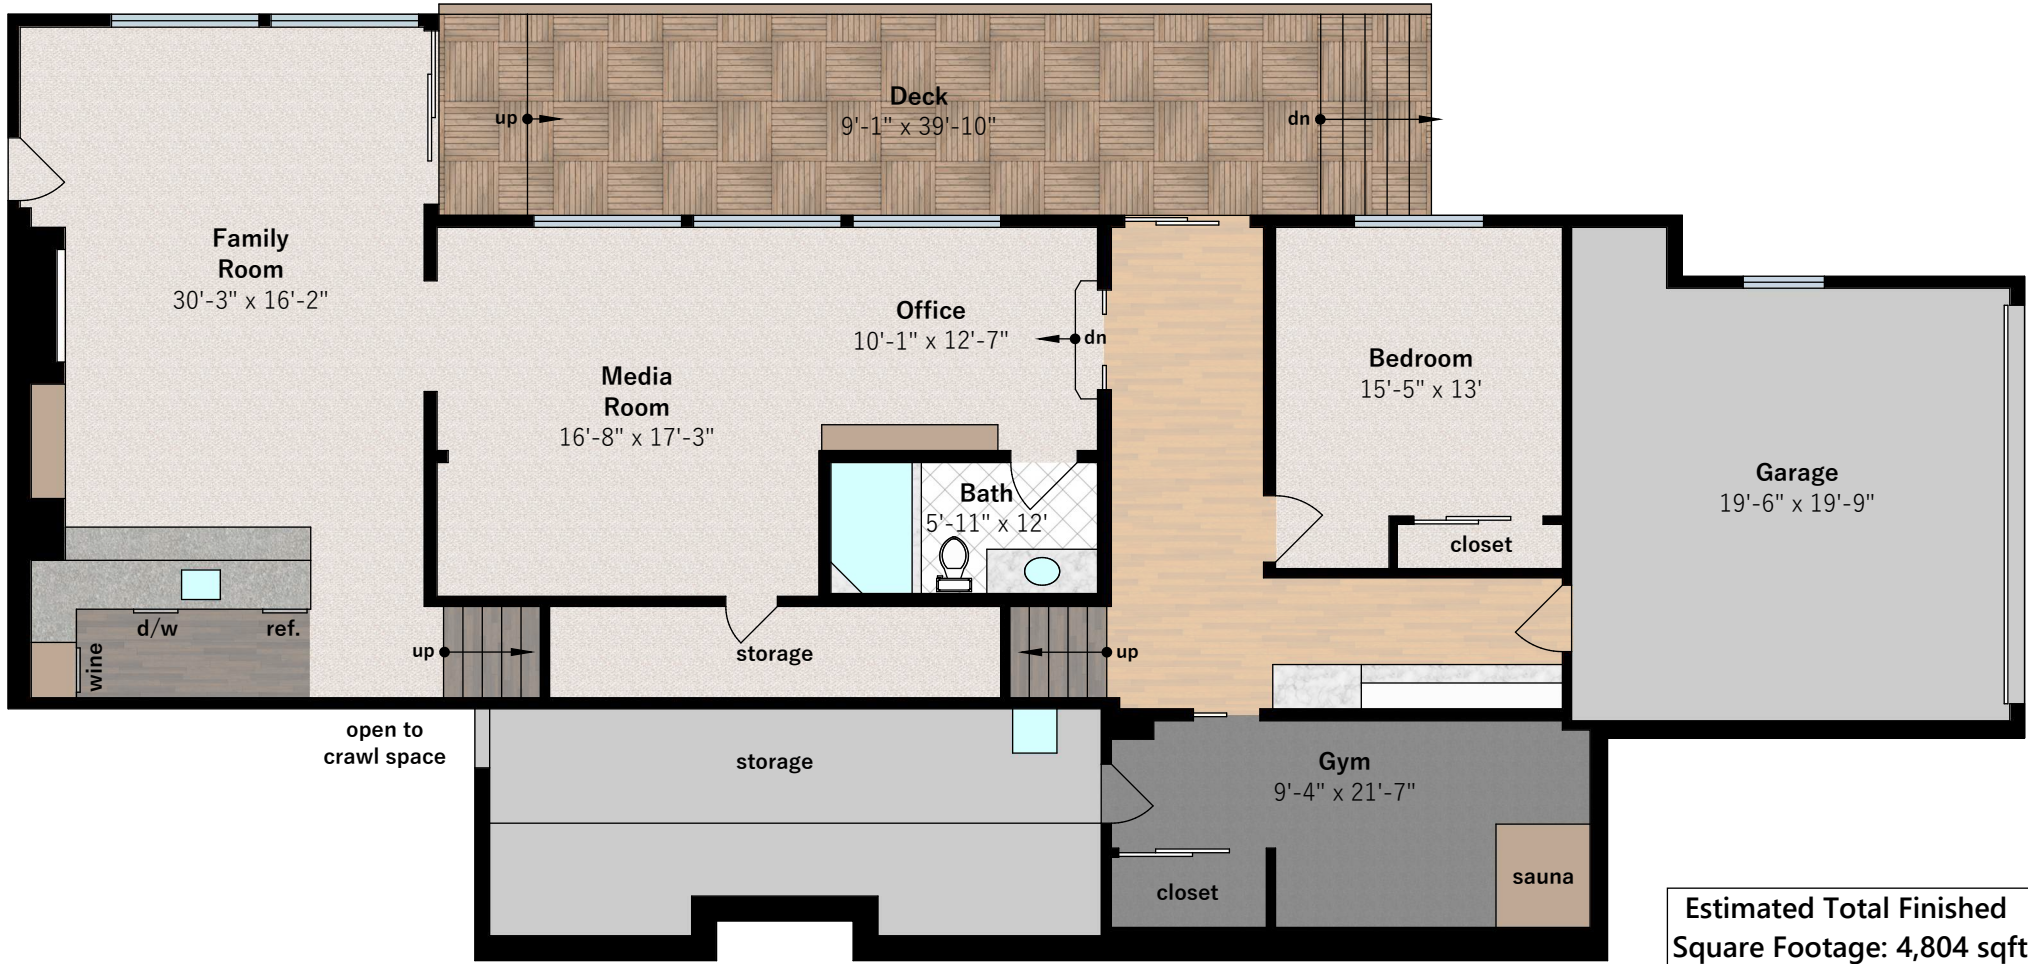 Deck
9'-1" x 39'-10"
up
dn
Family
Room
30'-3" x 16'-2"
Office
10'-1" x 12'-7"
dn
Media
Room
16'-8" x 17'-3"
Bedroom
15'-5" x 13'
Garage
19'-6" x 19'-9"
Bath
5'-11" x 12'
closet
d/w
ref.
wine
up
storage
up
open to
crawl space
storage
Gym
9'-4" x 21'-7"
closet
sauna
Estimated Total Finished
Square Footage: 4,804 sqft